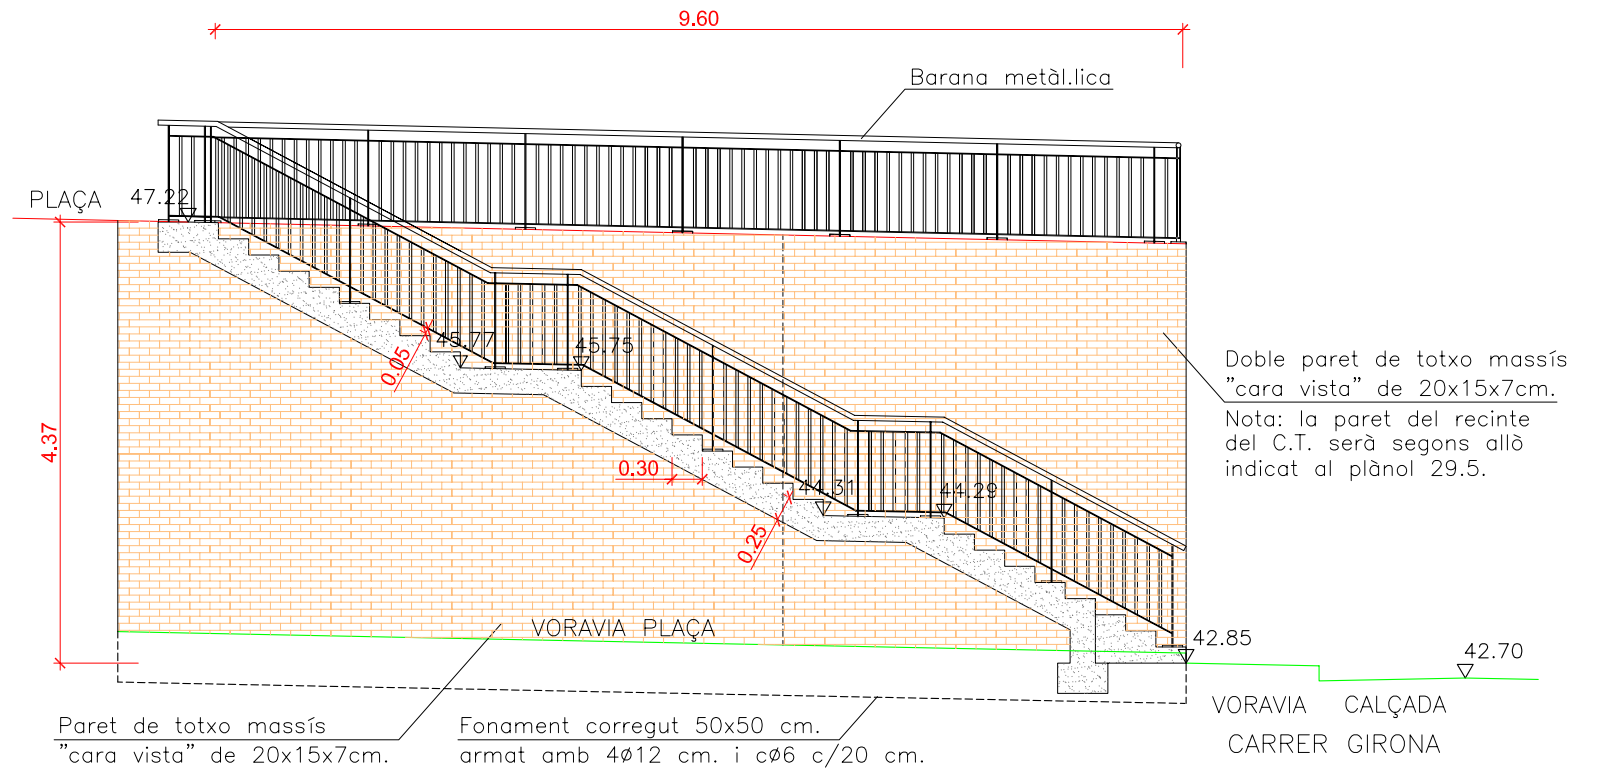 9.60
Barana metàl.lica
PLAÇA
47.22
45.77
45.75
0.05
Doble paret de totxo massís
"cara vista" de 20x15x7cm.
Nota: la paret del recinte
del C.T. serà segons allò
indicat al plànol 29.5.
4.37
0.30
44.31
44.29
0.25
VORAVIA PLAÇA
42.85
42.70
VORAVIA CALÇADA
CARRER GIRONA
Paret de totxo massís
"cara vista" de 20x15x7cm.
Fonament corregut 50x50 cm.
armat amb 4ø12 cm. i cø6 c/20 cm.